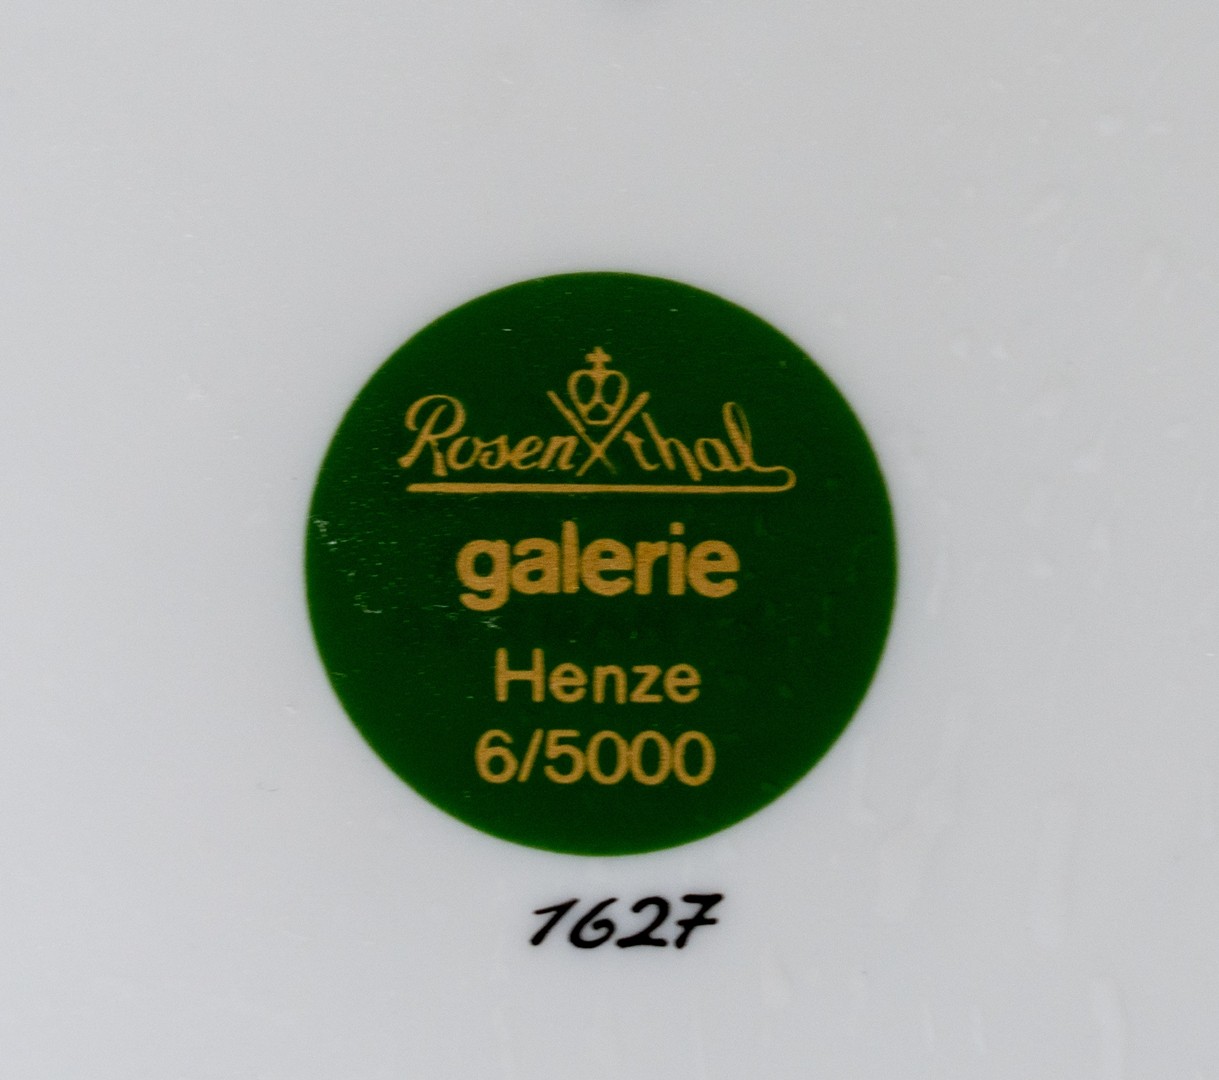 Rosenthal
galerie
Henze
6/5000
1627